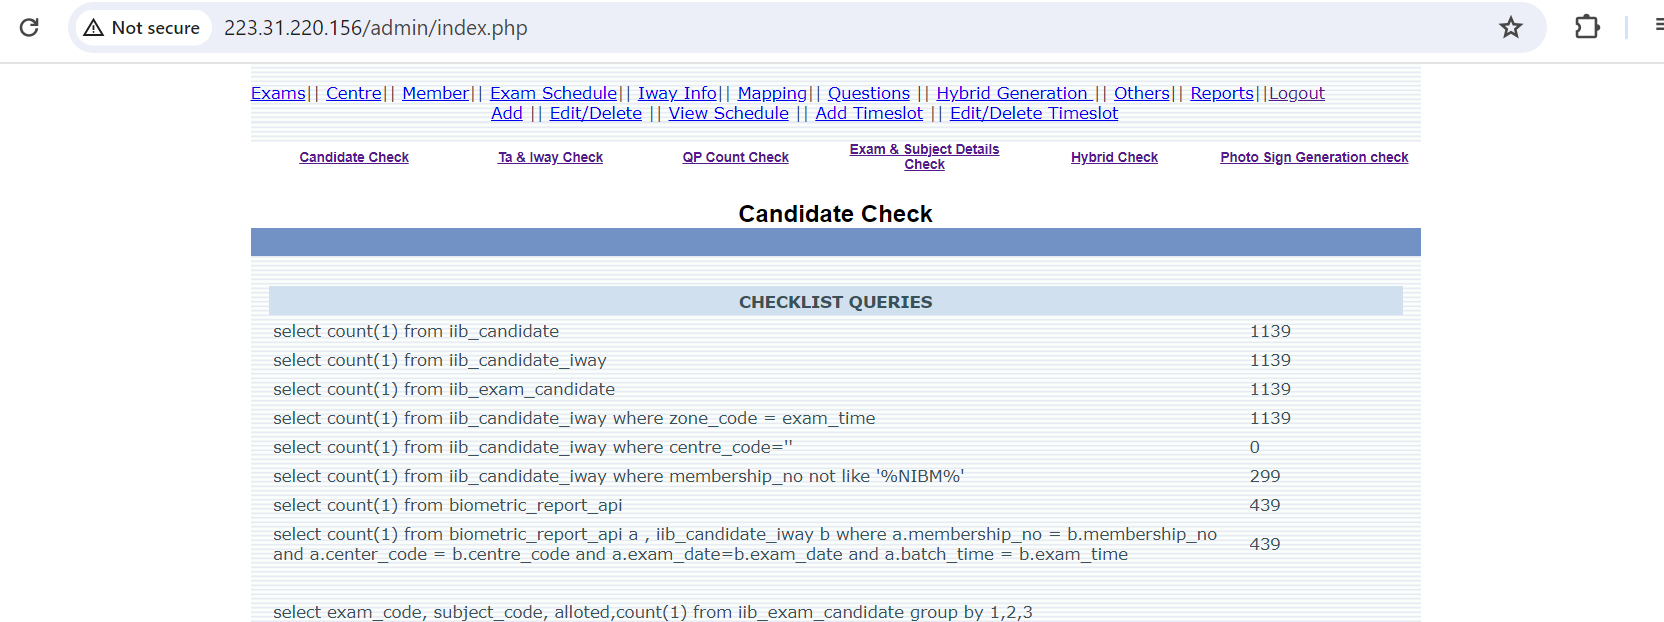 Not secure 223.31.220.156/admin/index.php
Exams|| Centre|| Member|| Exam Schedule|| Iway Info|| Mapping|| Questions || Hybrid Generation || Others|| Reports||Logout
Add || Edit/Delete || View Schedule || Add Timeslot || Edit/Delete Timeslot
Candidate Check Ta & Iway Check QP Count Check Exam & Subject Details Check Hybrid Check Photo Sign Generation check
Candidate Check
CHECKLIST QUERIES
select count(1) from iib_candidate 1139
select count(1) from iib_candidate_iway 1139
select count(1) from iib_exam_candidate 1139
select count(1) from iib_candidate_iway where zone_code = exam_time 1139
select count(1) from iib_candidate_iway where centre_code='' 0
select count(1) from iib_candidate_iway where membership_no not like '%NIBM%' 299
select count(1) from biometric_report_api 439
select count(1) from biometric_report_api a , iib_candidate_iway b where a.membership_no = b.membership_no
and a.center_code = b.centre_code and a.exam_date=b.exam_date and a.batch_time = b.exam_time 439
select exam_code, subject_code, alloted,count(1) from iib_exam_candidate group by 1,2,3